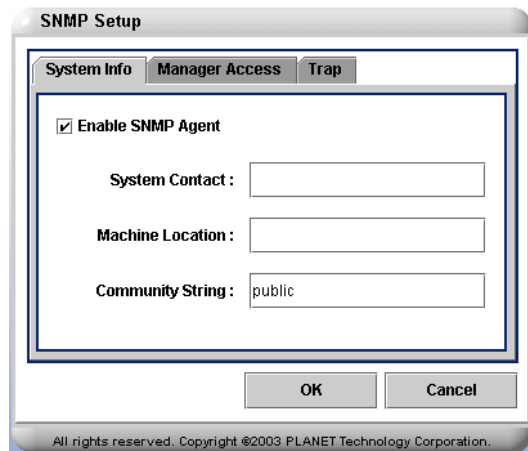 SNMP Setup
System Info Manager Access Trap
Enable SNMP Agent
System Contact :
Machine Location :
Community String : public
OK Cancel
All rights reserved. Copyright ©2003 PLANET Technology Corporation.